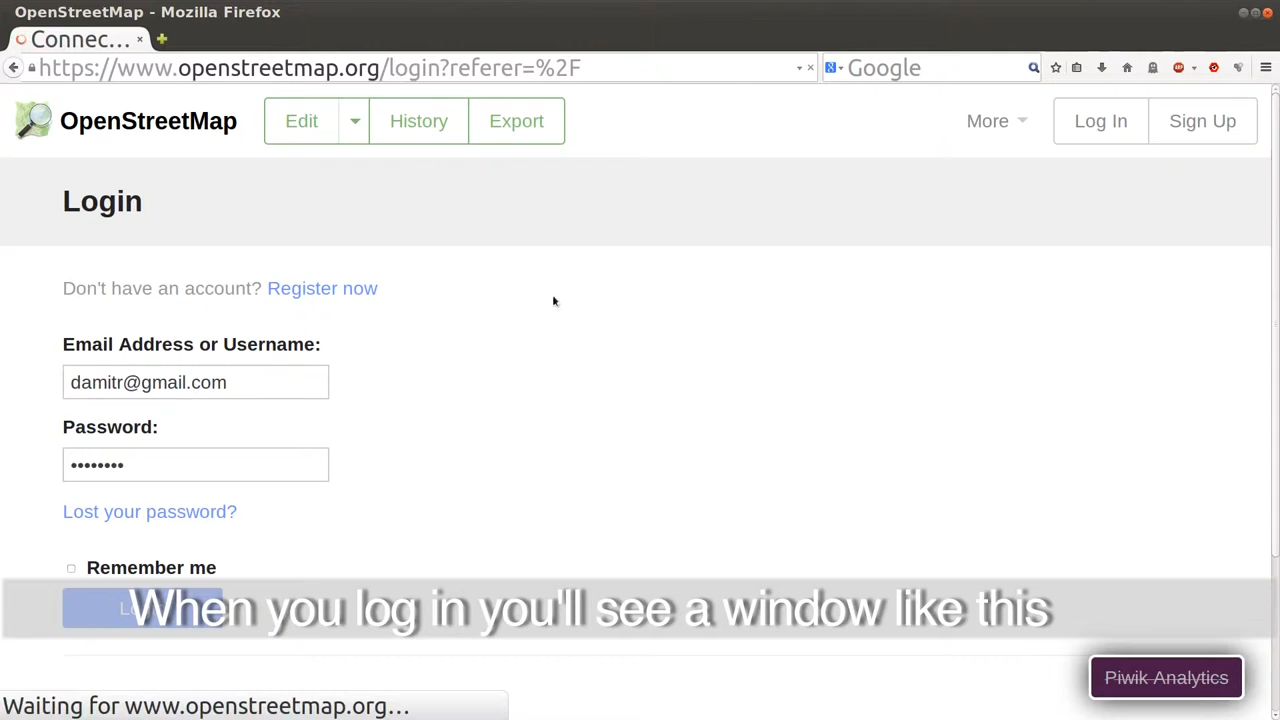 OpenStreetMap - Mozilla Firefox
Connec...
https://www.openstreetmap.org/login?referer=%2F
Google
OpenStreetMap
Edit
History
Export
More
Log In
Sign Up
Login
Don't have an account? Register now
Email Address or Username:
damitr@gmail.com
Password:
••••••••
Lost your password?
Remember me
When you log in you'll see a window like this
Piwik Analytics
Waiting for www.openstreetmap.org...